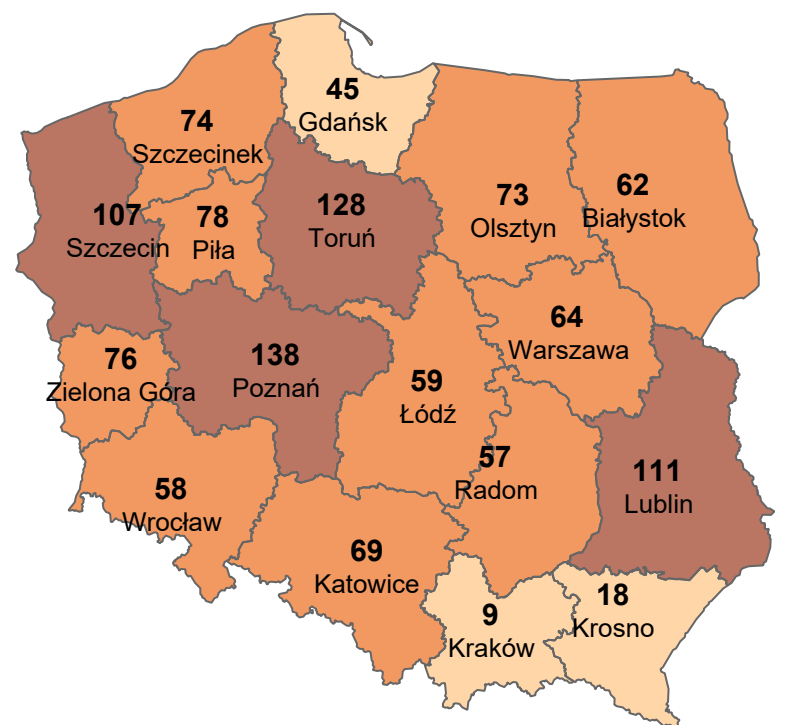 45
Gdańsk
74
Szczecinek
73
Olsztyn
62
Białystok
107
Szczecin
78
Piła
128
Toruń
64
Warszawa
76
Zielona Góra
138
Poznań
59
Łódź
57
Radom
111
Lublin
58
Wrocław
69
Katowice
9
Kraków
18
Krosno